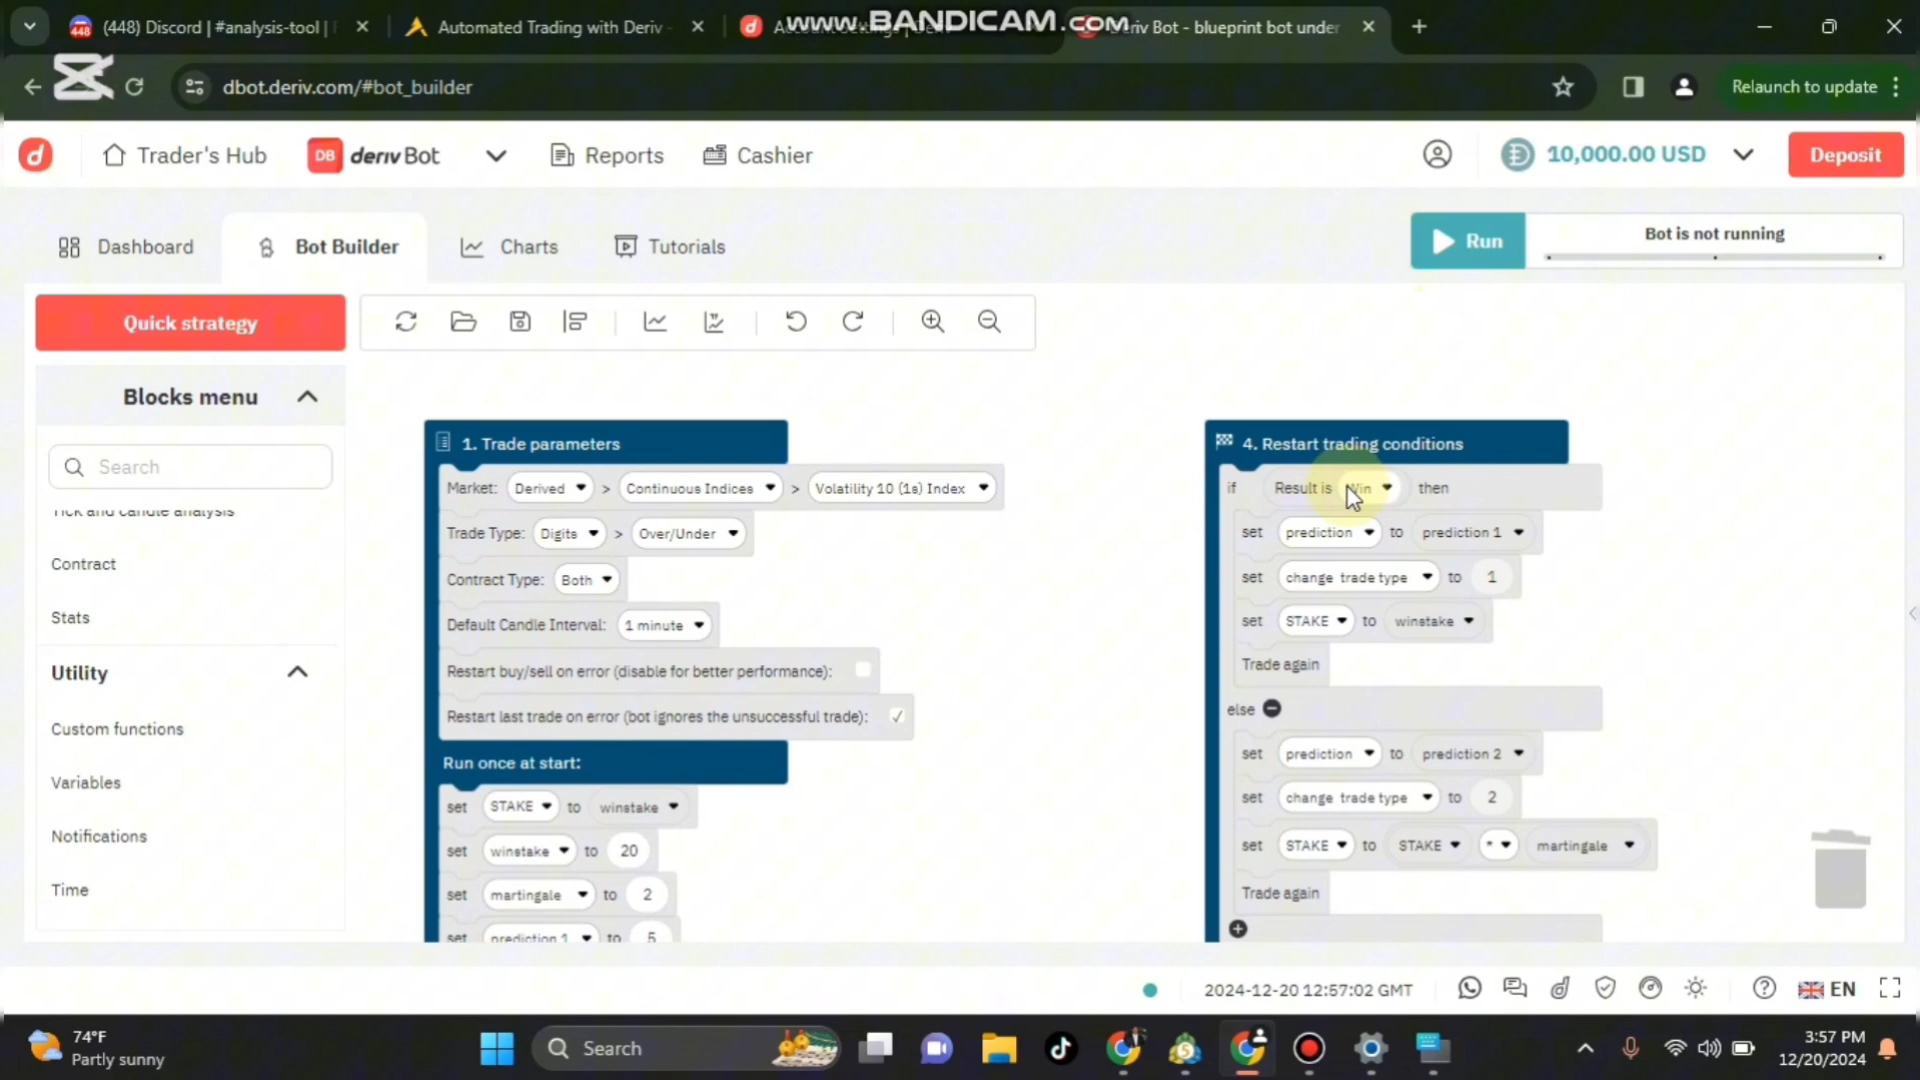 www.BANDICAM.com
(448) Discord | #analysis-tool |
Automated Trading with Deriv
Deriv Bot - blueprint bot under
dbot.deriv.com/#bot_builder
Relaunch to update
Trader's Hub
DB deriv Bot
Reports
Cashier
10,000.00 USD
Deposit
Dashboard
Bot Builder
Charts
Tutorials
Run
Bot is not running
Quick strategy
Blocks menu
Search
Tick and candle analysis
Contract
Stats
Utility
Custom functions
Variables
Notifications
Time
1. Trade parameters
Market: Derived > Continuous Indices > Volatility 10 (1s) Index
Trade Type: Digits > Over/Under
Contract Type: Both
Default Candle Interval: 1 minute
Restart buy/sell on error (disable for better performance):
Restart last trade on error (bot ignores the unsuccessful trade): ✓
Run once at start:
set STAKE to winstake
set winstake to 20
set martingale to 2
set prediction 1 to 5
4. Restart trading conditions
if Result is Win then
set prediction to prediction 1
set change trade type to 1
set STAKE to winstake
Trade again
else
set prediction to prediction 2
set change trade type to 2
set STAKE to STAKE * martingale
Trade again
2024-12-20 12:57:02 GMT
EN
74°F
Partly sunny
Search
3:57 PM
12/20/2024